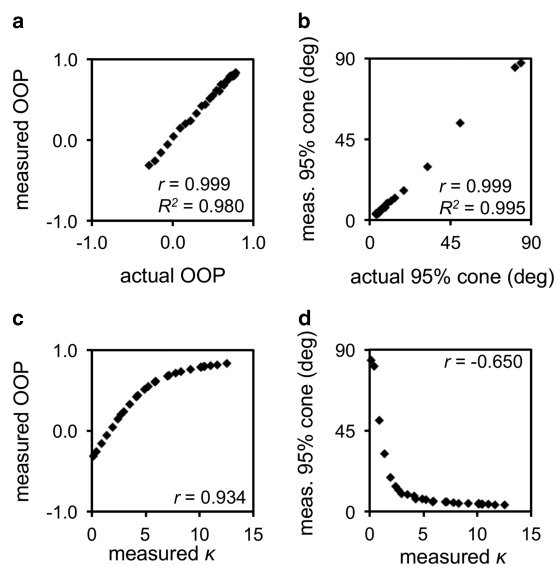 a
measured OOP
1.0
0.0
-1.0
r = 0.999
R² = 0.980
-1.0 0.0 1.0
actual OOP
b
meas. 95% cone (deg)
90
45
0
r = 0.999
R² = 0.995
0 45 90
actual 95% cone (deg)
c
measured OOP
1.0
0.0
-1.0
r = 0.934
0 5 10 15
measured κ
d
meas. 95% cone (deg)
90
45
0
r = -0.650
0 5 10 15
measured κ